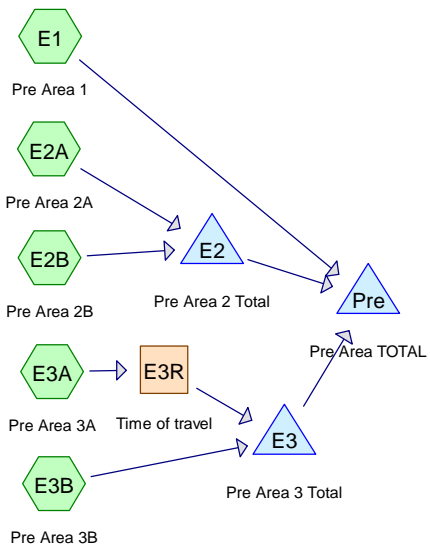 E1
Pre Area 1
E2A
Pre Area 2A
E2B
Pre Area 2B
E2
Pre Area 2 Total
Pre
Pre Area TOTAL
E3A
Pre Area 3A
E3R
Time of travel
E3
Pre Area 3 Total
E3B
Pre Area 3B